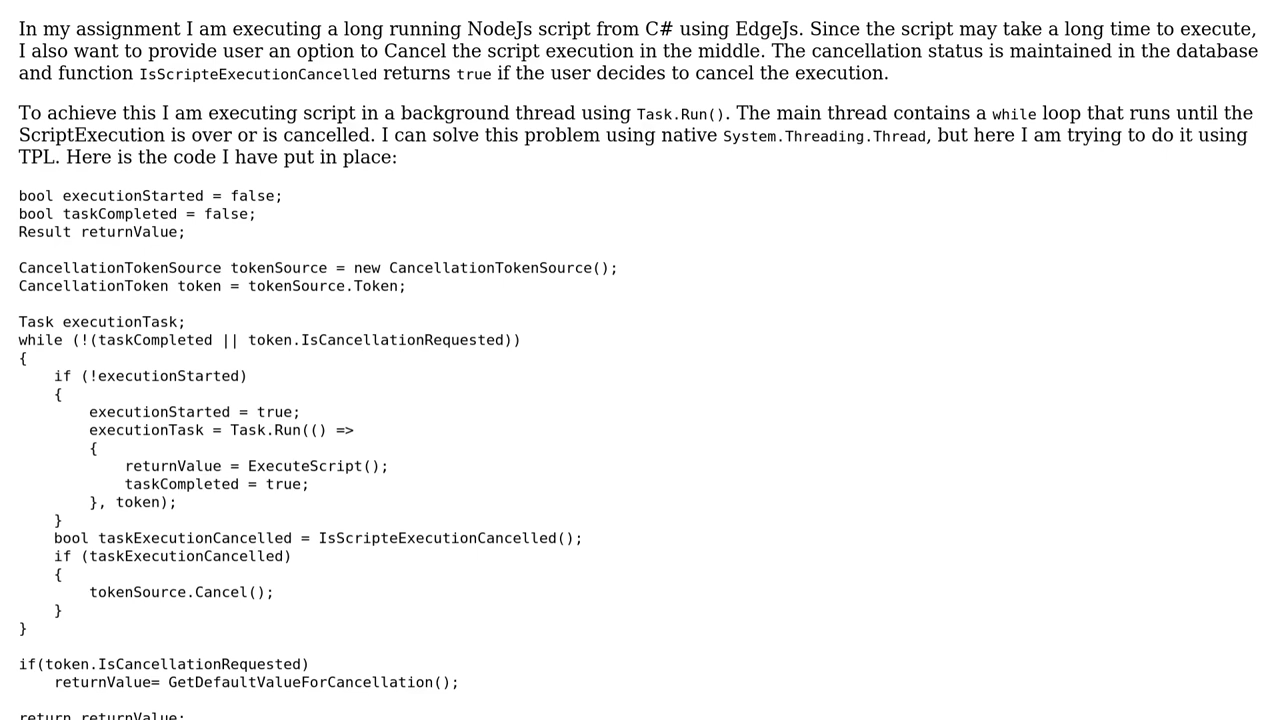 In my assignment I am executing a long running NodeJs script from C# using EdgeJs. Since the script may take a long time to execute,
I also want to provide user an option to Cancel the script execution in the middle. The cancellation status is maintained in the database
and function IsScripteExecutionCancelled returns true if the user decides to cancel the execution.
To achieve this I am executing script in a background thread using Task.Run(). The main thread contains a while loop that runs until the
ScriptExecution is over or is cancelled. I can solve this problem using native System.Threading.Thread, but here I am trying to do it using
TPL. Here is the code I have put in place:
bool executionStarted = false;
bool taskCompleted = false;
Result returnValue;
CancellationTokenSource tokenSource = new CancellationTokenSource();
CancellationToken token = tokenSource.Token;
Task executionTask;
while (!(taskCompleted || token.IsCancellationRequested))
{
    if (!executionStarted)
    {
        executionStarted = true;
        executionTask = Task.Run(() =>
        {
            returnValue = ExecuteScript();
            taskCompleted = true;
        }, token);
    }
    bool taskExecutionCancelled = IsScripteExecutionCancelled();
    if (taskExecutionCancelled)
    {
        tokenSource.Cancel();
    }
}
if(token.IsCancellationRequested)
    returnValue= GetDefaultValueForCancellation();
return returnValue;